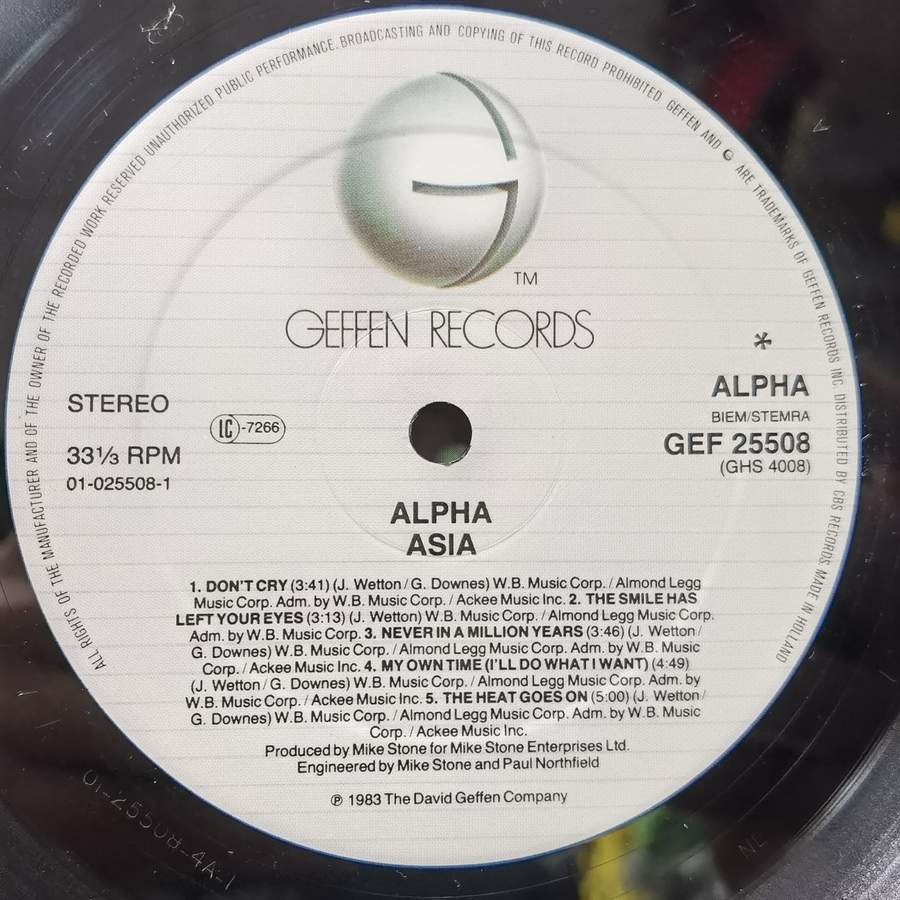 ALL RIGHTS OF THE MANUFACTURER AND OF THE OWNER OF THE RECORDED WORK RESERVED UNAUTHORIZED PUBLIC PERFORMANCE. BROADCASTING AND COPYING OF THIS RECORD PROHIBITED. GEFFEN AND G ARE TRADEMARKS OF GEFFEN RECORDS INC. DISTRIBUTED BY CBS RECORDS MADE IN HOLLAND
TM
GEFFEN RECORDS
*
STEREO
LC-7266
33⅓ RPM
01-025508-1
ALPHA
BIEM/STEMRA
GEF 25508
(GHS 4008)
ALPHA
ASIA
1. DON'T CRY (3:41) (J. Wetton/G. Downes) W.B. Music Corp./Almond Legg
Music Corp. Adm. by W.B. Music Corp./Ackee Music Inc. 2. THE SMILE HAS
LEFT YOUR EYES (3:13) (J. Wetton) W.B. Music Corp./Almond Legg Music Corp.
Adm. by W.B. Music Corp. 3. NEVER IN A MILLION YEARS (3:46) (J. Wetton/
G. Downes) W.B. Music Corp./Almond Legg Music Corp. Adm. by W.B. Music
Corp./Ackee Music Inc. 4. MY OWN TIME (I'LL DO WHAT I WANT) (4:49)
(J. Wetton/G. Downes) W.B. Music Corp./Almond Legg Music Corp. Adm. by
W.B. Music Corp./Ackee Music Inc. 5. THE HEAT GOES ON (5:00) (J. Wetton/
G. Downes) W.B. Music Corp./Almond Legg Music Corp. Adm. by W.B. Music
Corp./Ackee Music Inc.
Produced by Mike Stone for Mike Stone Enterprises Ltd.
Engineered by Mike Stone and Paul Northfield
℗ 1983 The David Geffen Company
01-25508-4A-1
NL